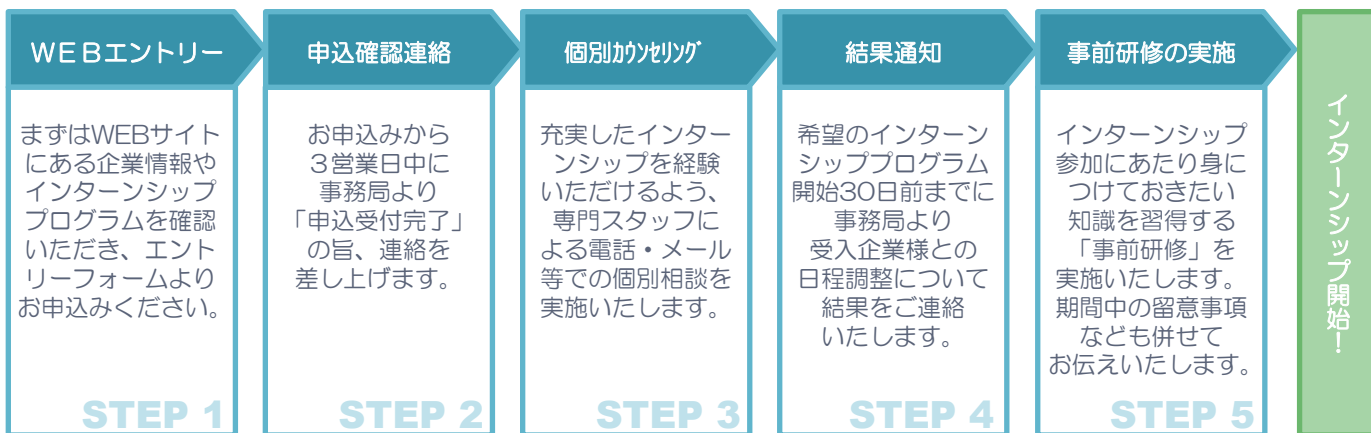 WEBエントリー
まずはWEBサイト
にある企業情報や
インターンシップ
プログラムを確認
いただき、エント
リーフォームより
お申込みください。
STEP 1
申込確認連絡
お申込みから
3営業日中に
事務局より
「申込受付完了」
の旨、連絡を
差し上げます。
STEP 2
個別ｶｳﾝｾﾘﾝｸﾞ
充実したインター
ンシップを経験
いただけるよう、
専門スタッフに
よる電話・メール
等での個別相談を
実施いたします。
STEP 3
結果通知
希望のインターン
シッププログラム
開始30日前までに
事務局より
受入企業様との
日程調整について
結果をご連絡
いたします。
STEP 4
事前研修の実施
インターンシップ
参加にあたり身に
つけておきたい
知識を習得する
「事前研修」を
実施いたします。
期間中の留意事項
なども併せて
お伝えいたします。
STEP 5
インターンシップ開始！